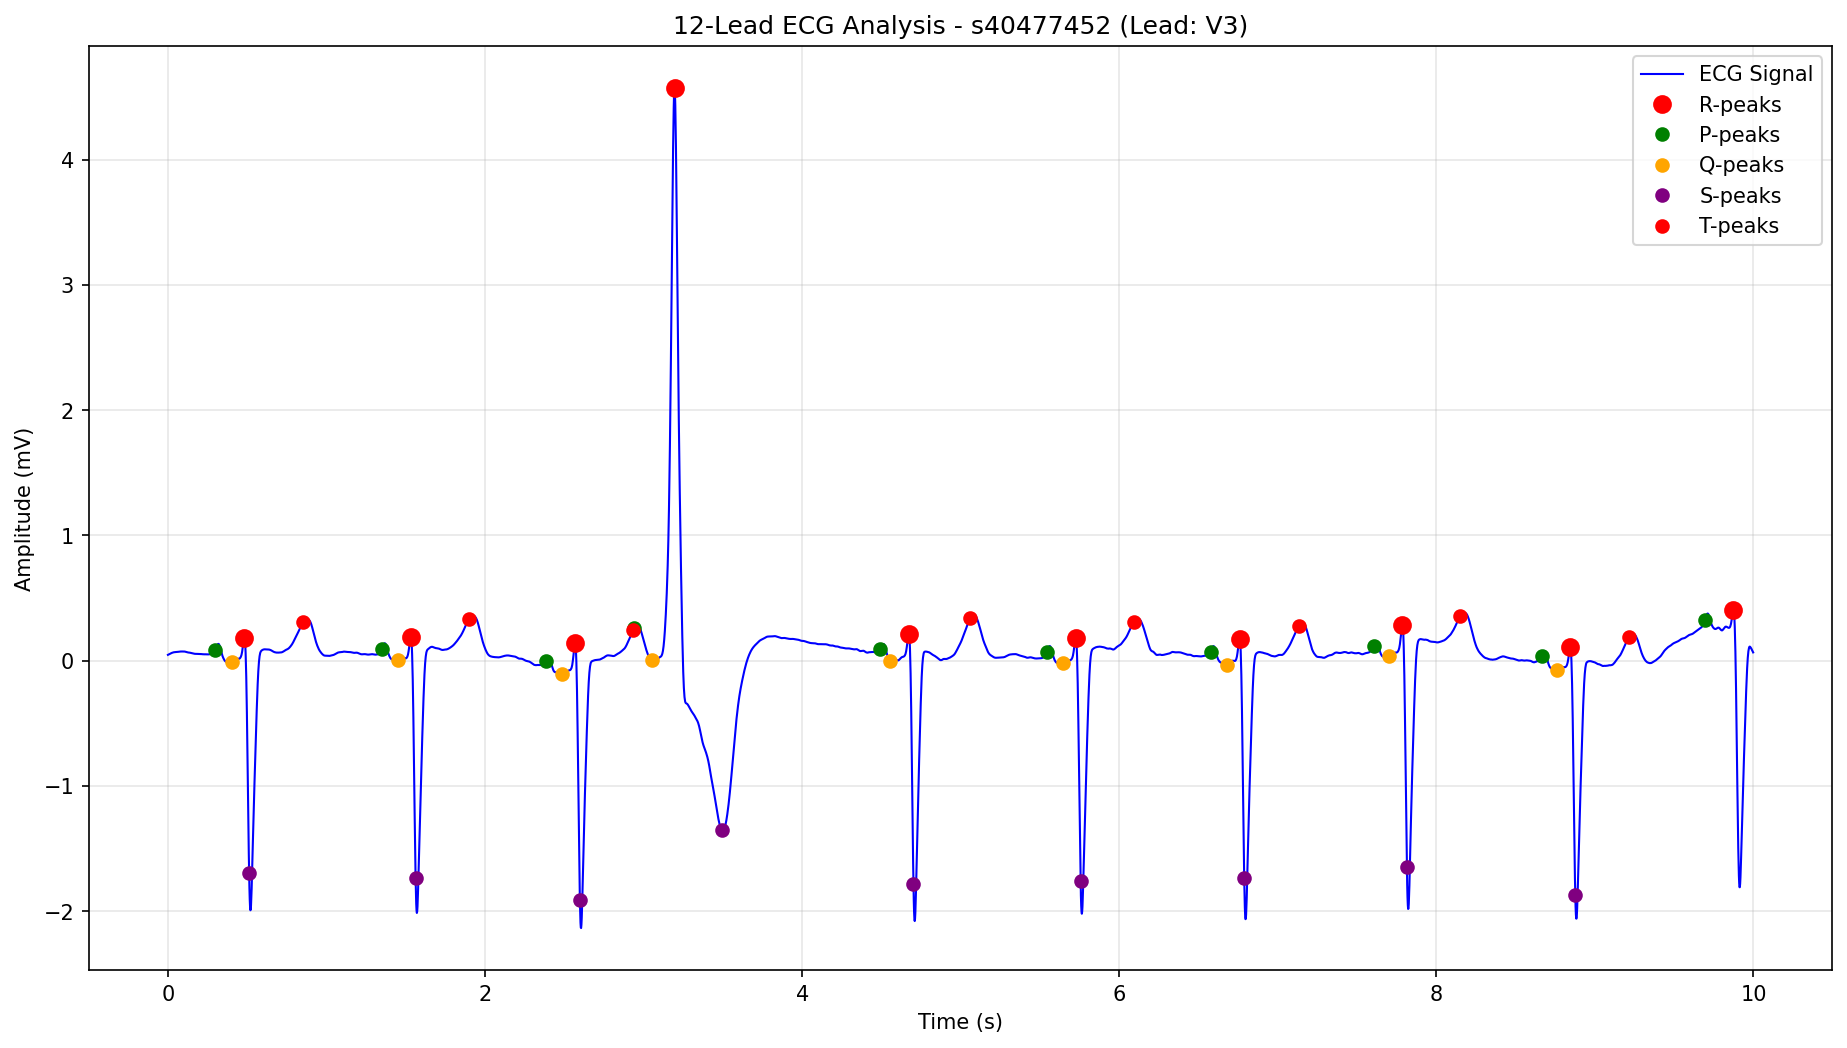 12-Lead ECG Analysis - s40477452 (Lead: V3)
ECG Signal
R-peaks
P-peaks
Q-peaks
S-peaks
T-peaks
Amplitude (mV)
4
3
2
1
0
−1
−2
0
2
4
6
8
10
Time (s)